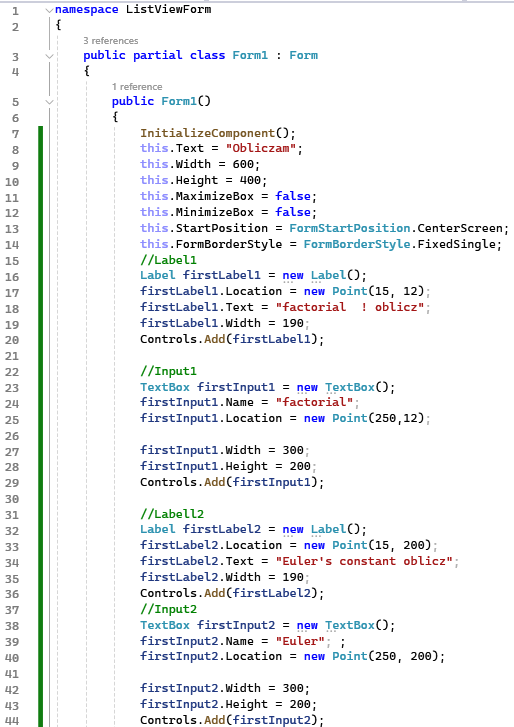 1 namespace ListViewForm
2 {
3 references
3 public partial class Form1 : Form
4 {
1 reference
5 public Form1()
6 {
7 InitializeComponent();
8 this.Text = "Obliczam";
9 this.Width = 600;
10 this.Height = 400;
11 this.MaximizeBox = false;
12 this.MinimizeBox = false;
13 this.StartPosition = FormStartPosition.CenterScreen;
14 this.FormBorderStyle = FormBorderStyle.FixedSingle;
15 //Label1
16 Label firstLabel1 = new Label();
17 firstLabel1.Location = new Point(15, 12);
18 firstLabel1.Text = "factorial  ! oblicz";
19 firstLabel1.Width = 190;
20 Controls.Add(firstLabel1);
21
22 //Input1
23 TextBox firstInput1 = new TextBox();
24 firstInput1.Name = "factorial";
25 firstInput1.Location = new Point(250,12);
26
27 firstInput1.Width = 300;
28 firstInput1.Height = 200;
29 Controls.Add(firstInput1);
30
31 //Labell2
32 Label firstLabel2 = new Label();
33 firstLabel2.Location = new Point(15, 200);
34 firstLabel2.Text = "Euler's constant oblicz";
35 firstLabel2.Width = 190;
36 Controls.Add(firstLabel2);
37 //Input2
38 TextBox firstInput2 = new TextBox();
39 firstInput2.Name = "Euler"; ;
40 firstInput2.Location = new Point(250, 200);
41
42 firstInput2.Width = 300;
43 firstInput2.Height = 200;
44 Controls.Add(firstInput2);